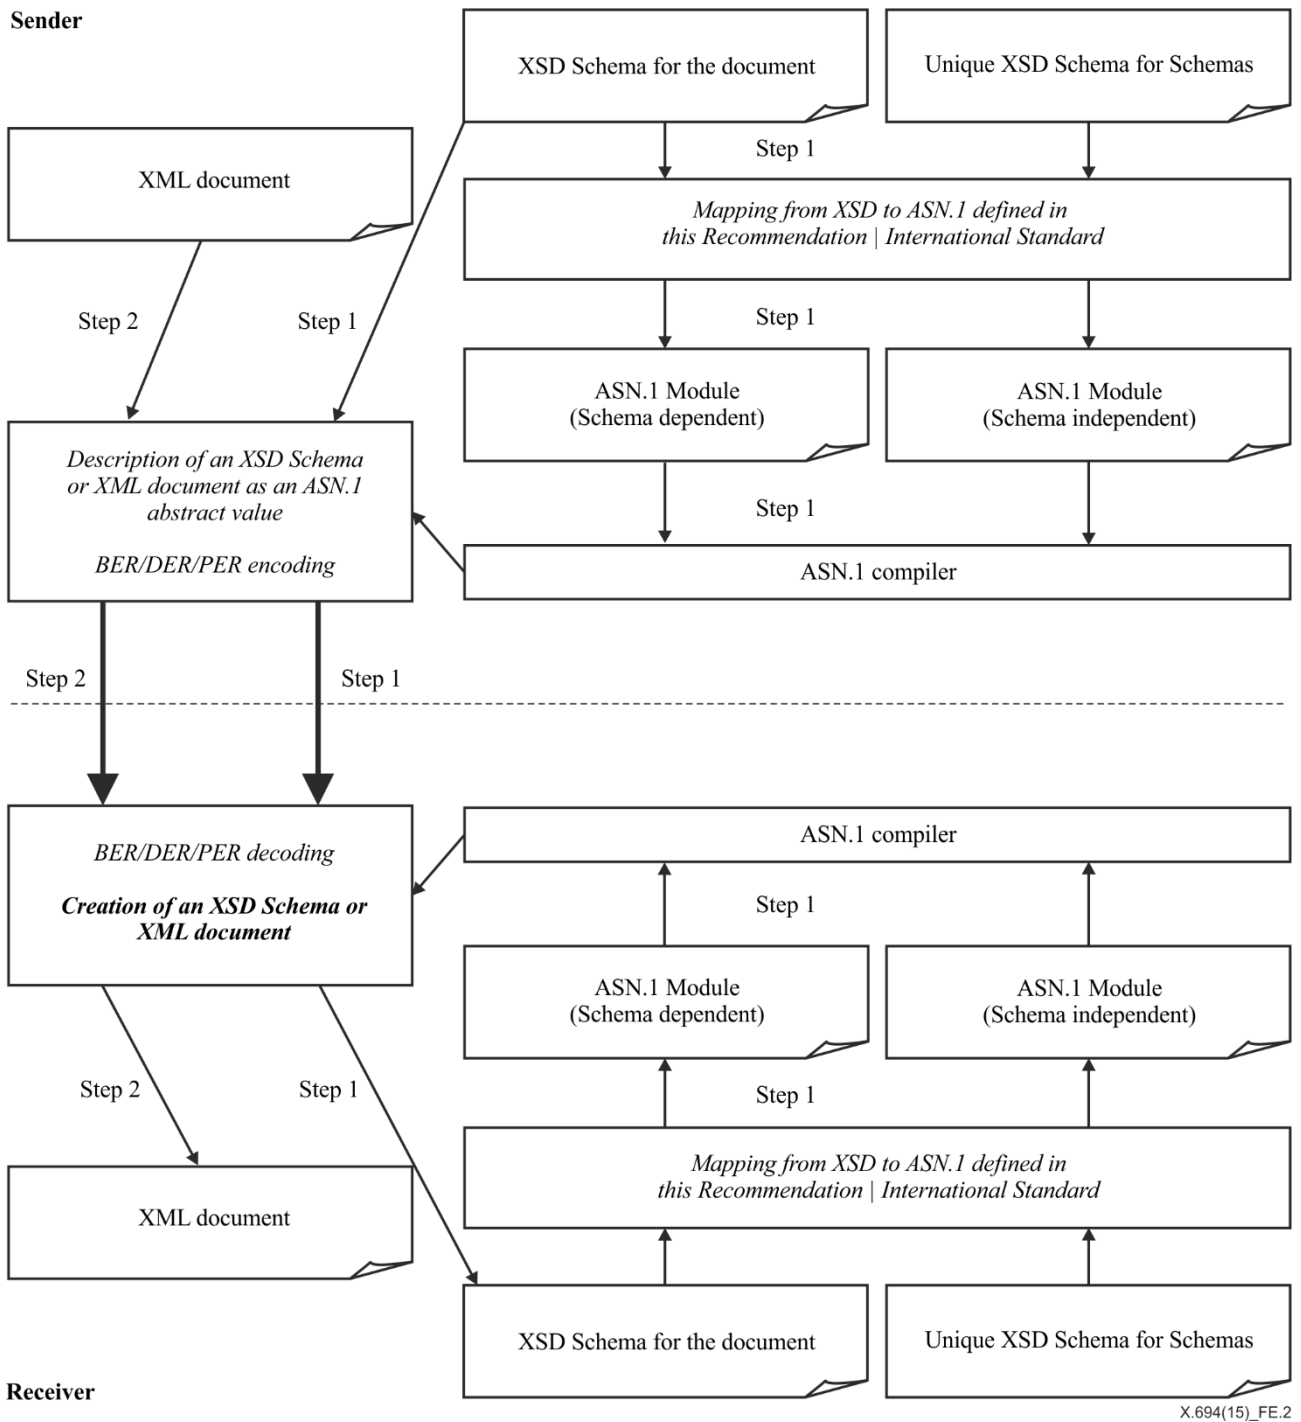 Sender
XSD Schema for the document
Unique XSD Schema for Schemas
Step 1
XML document
Mapping from XSD to ASN.1 defined in
this Recommendation | International Standard
Step 2
Step 1
Step 1
ASN.1 Module
(Schema dependent)
ASN.1 Module
(Schema independent)
Description of an XSD Schema
or XML document as an ASN.1
abstract value
BER/DER/PER encoding
Step 1
ASN.1 compiler
Step 2
Step 1
BER/DER/PER decoding
Creation of an XSD Schema or
XML document
ASN.1 compiler
Step 1
ASN.1 Module
(Schema dependent)
ASN.1 Module
(Schema independent)
Step 2
Step 1
Step 1
Mapping from XSD to ASN.1 defined in
this Recommendation | International Standard
XML document
XSD Schema for the document
Unique XSD Schema for Schemas
Receiver
X.694(15)_FE.2